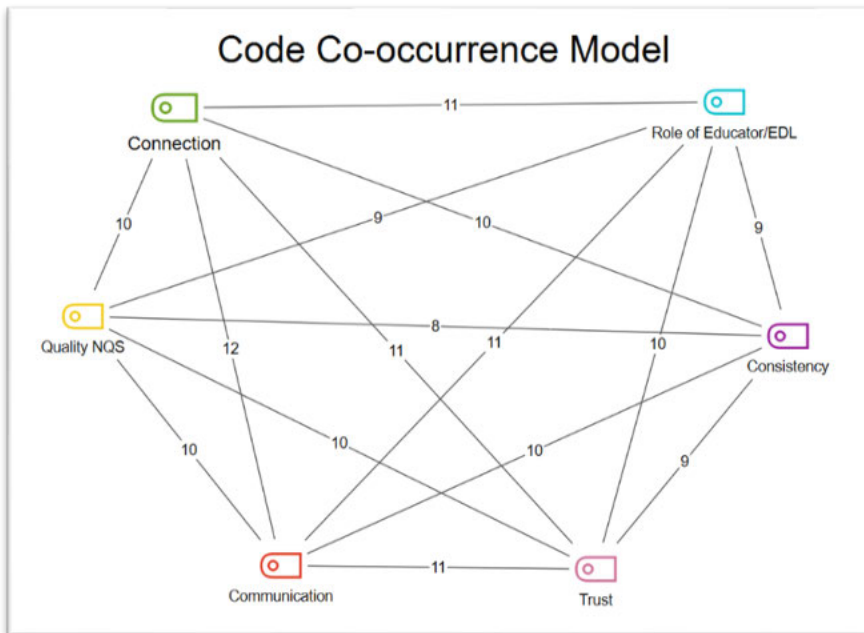 Code Co-occurrence Model
11
Connection
Role of Educator/EDL
10
9
10
9
8
Quality NQS
12
11
11
10
Consistency
10
10
10
9
11
Communication
Trust